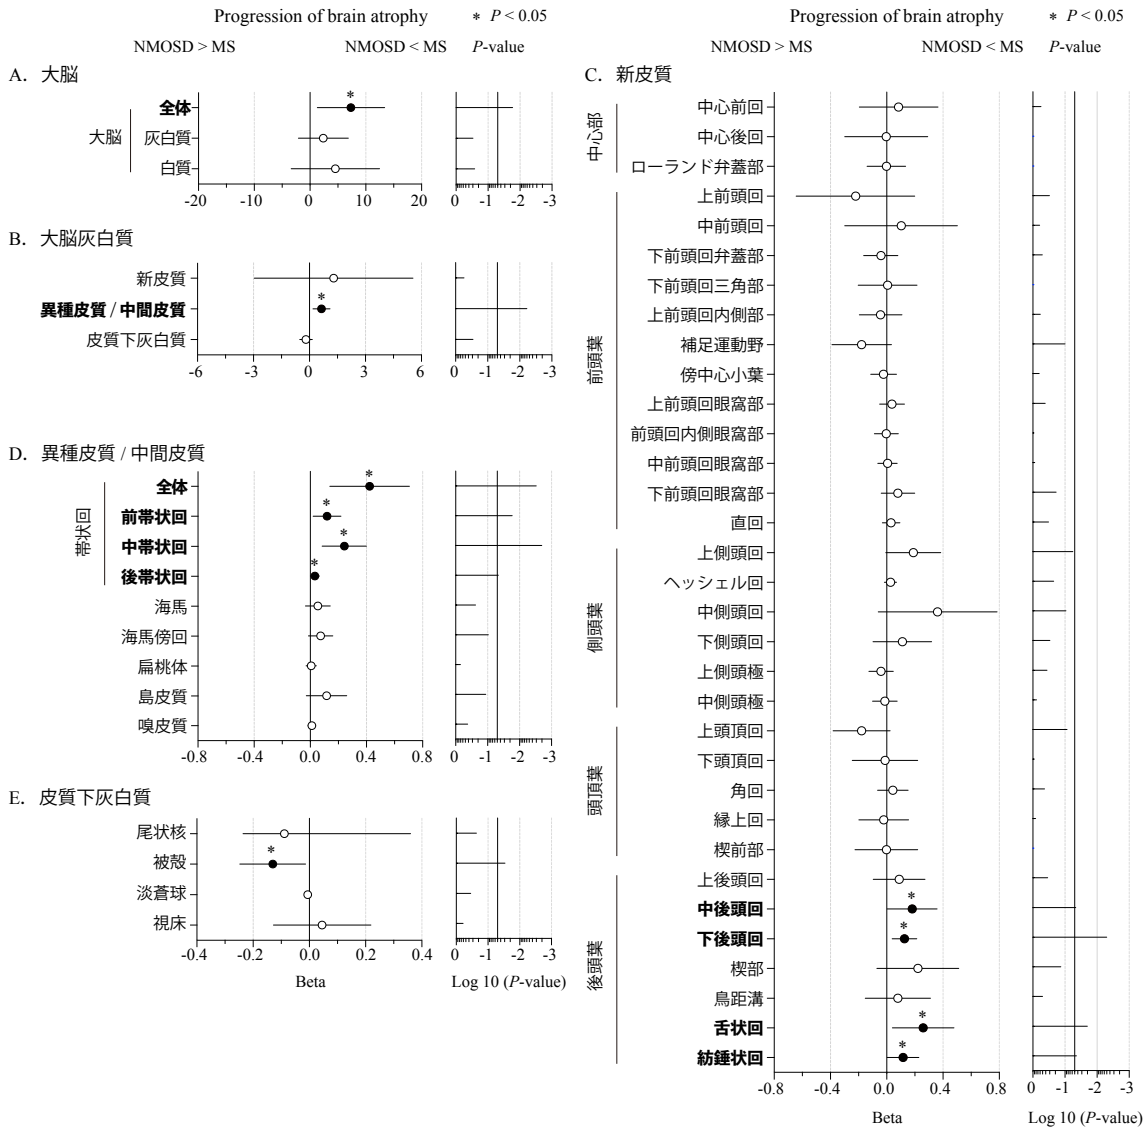 Progression of brain atrophy * P < 0.05
NMOSD > MS NMOSD < MS P-value
A. 大脳
大脳
全体
*
灰白質
白質
-20 -10 0 10 20
0 -1 -2 -3
B. 大脳灰白質
新皮質
異種皮質 / 中間皮質
*
皮質下灰白質
-6 -3 0 3 6
0 -1 -2 -3
D. 異種皮質 / 中間皮質
帯状回
全体
*
前帯状回
*
中帯状回
*
後帯状回
*
海馬
海馬傍回
扁桃体
島皮質
嗅皮質
-0.8 -0.4 0.0 0.4 0.8
0 -1 -2 -3
E. 皮質下灰白質
尾状核
被殻
*
淡蒼球
視床
-0.4 -0.2 0.0 0.2 0.4
0 -1 -2 -3
Beta
Log 10 (P-value)
Progression of brain atrophy * P < 0.05
NMOSD > MS NMOSD < MS P-value
C. 新皮質
中心部
中心前回
中心後回
ローランド弁蓋部
前頭葉
上前頭回
中前頭回
下前頭回弁蓋部
下前頭回三角部
上前頭回内側部
補足運動野
傍中心小葉
上前頭回眼窩部
前頭回内側眼窩部
中前頭回眼窩部
下前頭回眼窩部
直回
側頭葉
上側頭回
ヘッシェル回
中側頭回
下側頭回
上側頭極
中側頭極
頭頂葉
上頭頂回
下頭頂回
角回
縁上回
楔前部
後頭葉
上後頭回
中後頭回
*
下後頭回
*
楔部
鳥距溝
舌状回
*
紡錘状回
*
-0.8 -0.4 0.0 0.4 0.8
0 -1 -2 -3
Beta
Log 10 (P-value)